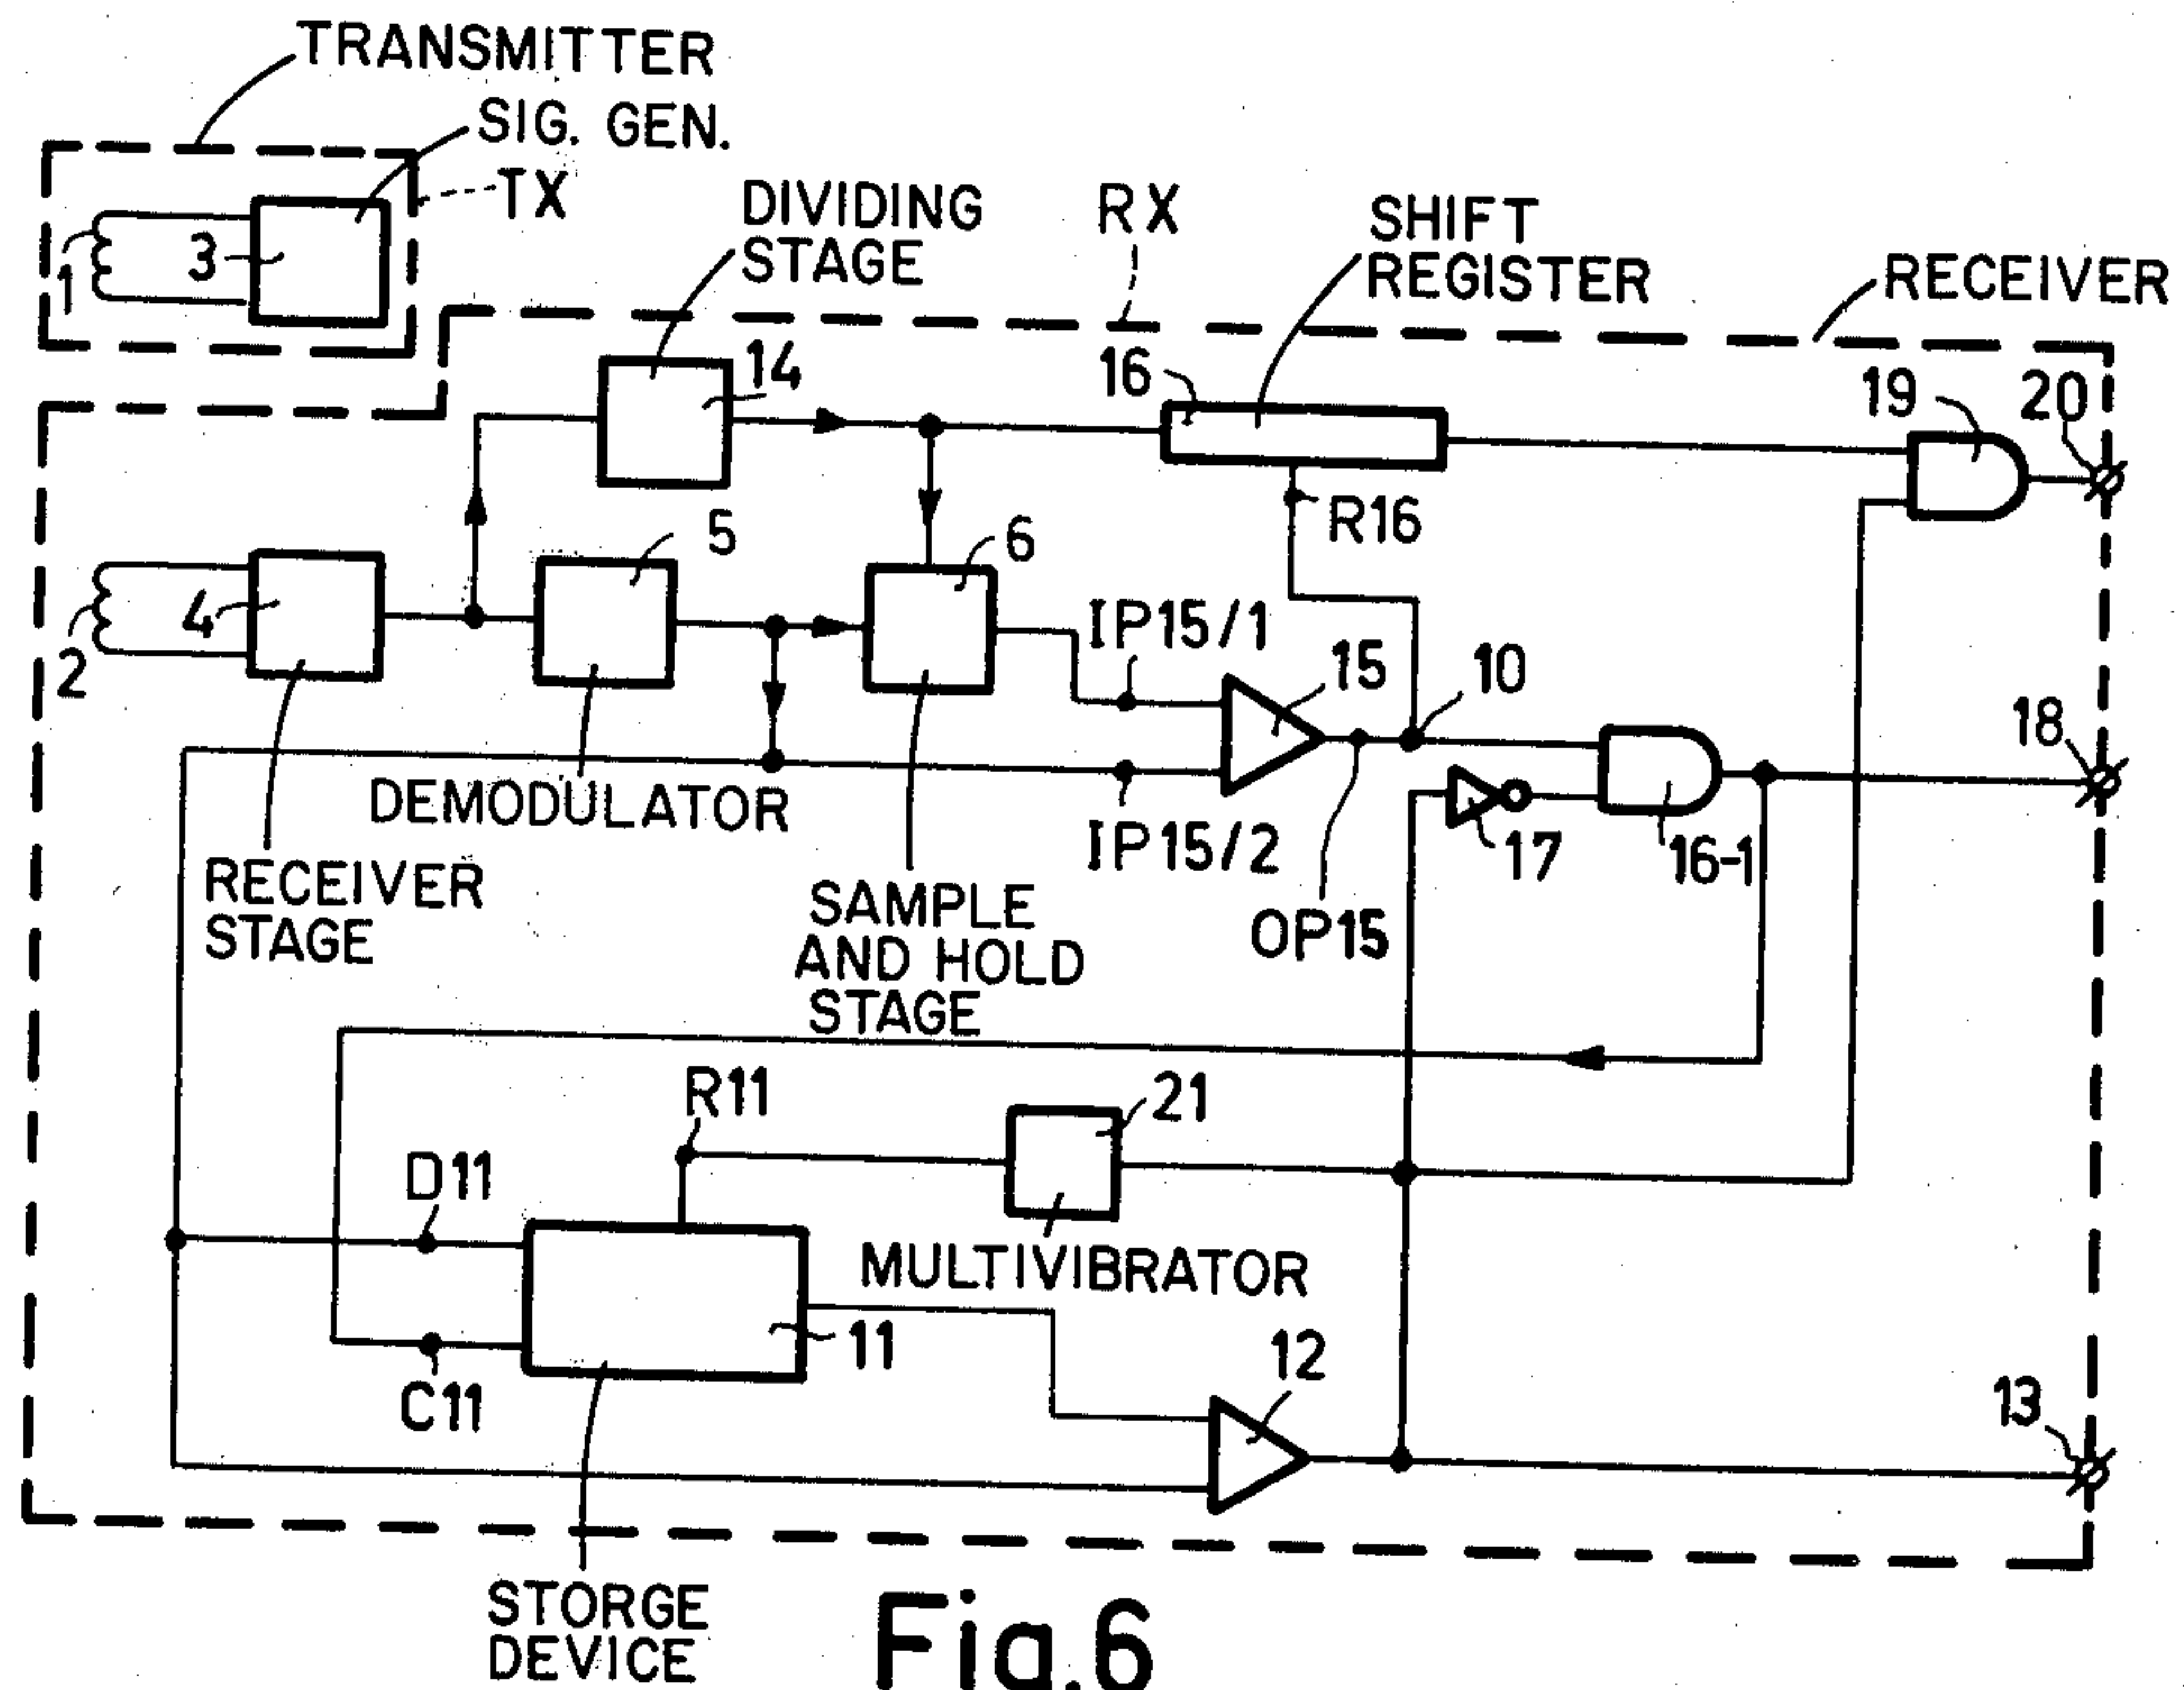 TRANSMITTER
SIG. GEN.
TX
1
3
DIVIDING
STAGE
RX
SHIFT
REGISTER
RECEIVER
14
16
19
20
R16
5
6
2
4
IP15/1
15
10
18
DEMODULATOR
IP15/2
17
16-1
OP15
RECEIVER
STAGE
SAMPLE
AND HOLD
STAGE
R11
21
D11
MULTIVIBRATOR
11
C11
12
13
STORGE
DEVICE
Fig.6